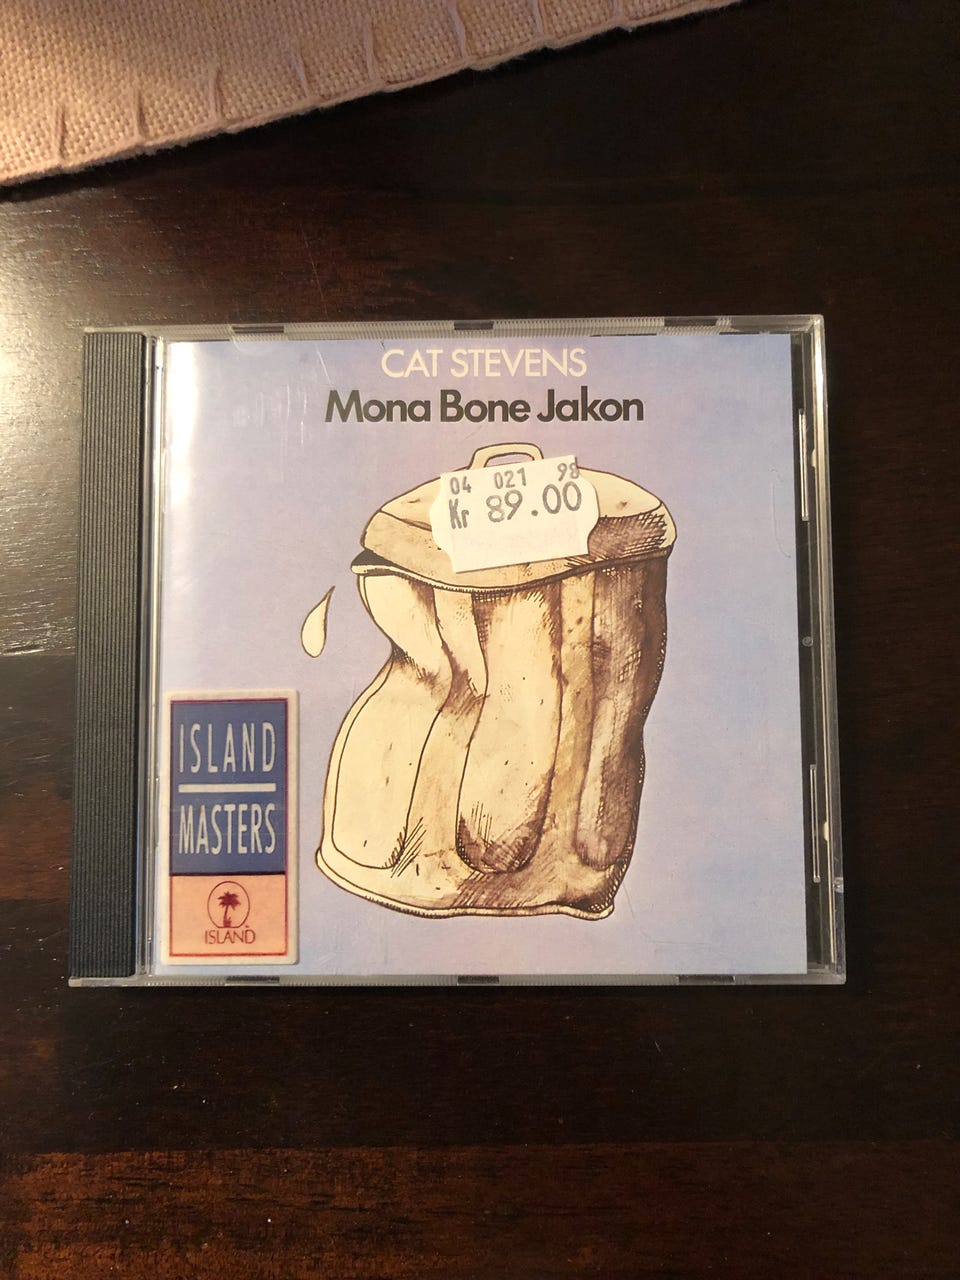 CAT STEVENS
Mona Bone Jakon
04 021 98
Kr 89.00
ISLAND
MASTERS
ISLAND